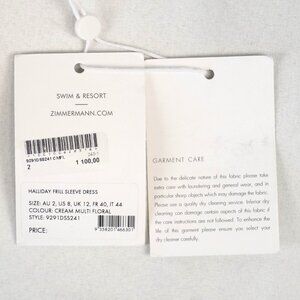 SWIM & RESORT
ZIMMERMANN.COM
2
1 100,00
HALLIDAY FRILL SLEEVE DRESS
SIZE: AU 2, US 8, UK 12, FR 40, IT 44
COLOUR: CREAM MULTI FLORAL
STYLE: 9291DSS241
PRICE:
GARMENT CARE
Due to the delicate nature of this fabric please take
extra care with laundering and general wear, and in
particular sharp objects which may damage the fabric.
Please use a quality dry cleaning service. Inferior dry
cleaning can damage certain aspects of this fabric if
the care instructions are not followed. To enhance the
life of this garment please ensure you select your
dry cleaner carefully.